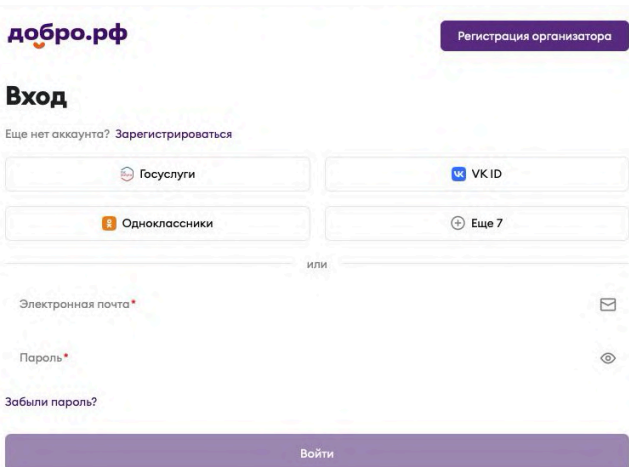 добро.рф
Регистрация организатора
Вход
Еще нет аккаунта? Зарегистрироваться
Госуслуги
VK ID
Одноклассники
Еще 7
или
Электронная почта*
Пароль*
Забыли пароль?
Войти